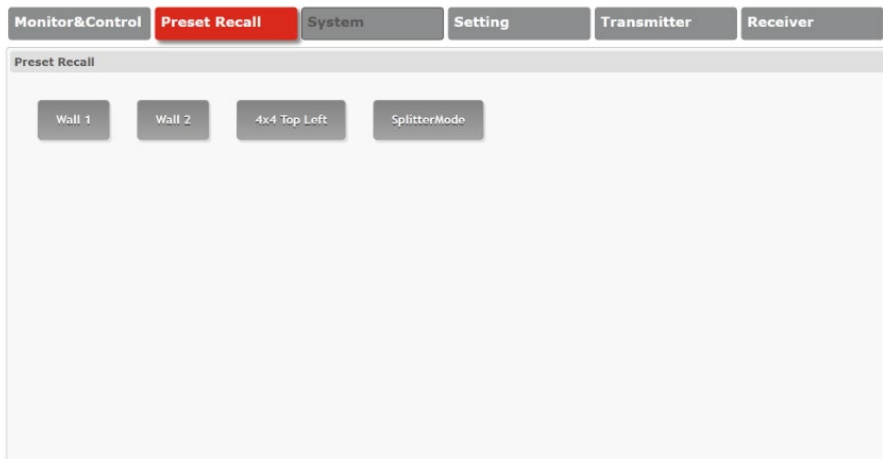 Monitor&Control Preset Recall System Setting Transmitter Receiver
Preset Recall
Wall 1 Wall 2 4x4 Top Left SplitterMode